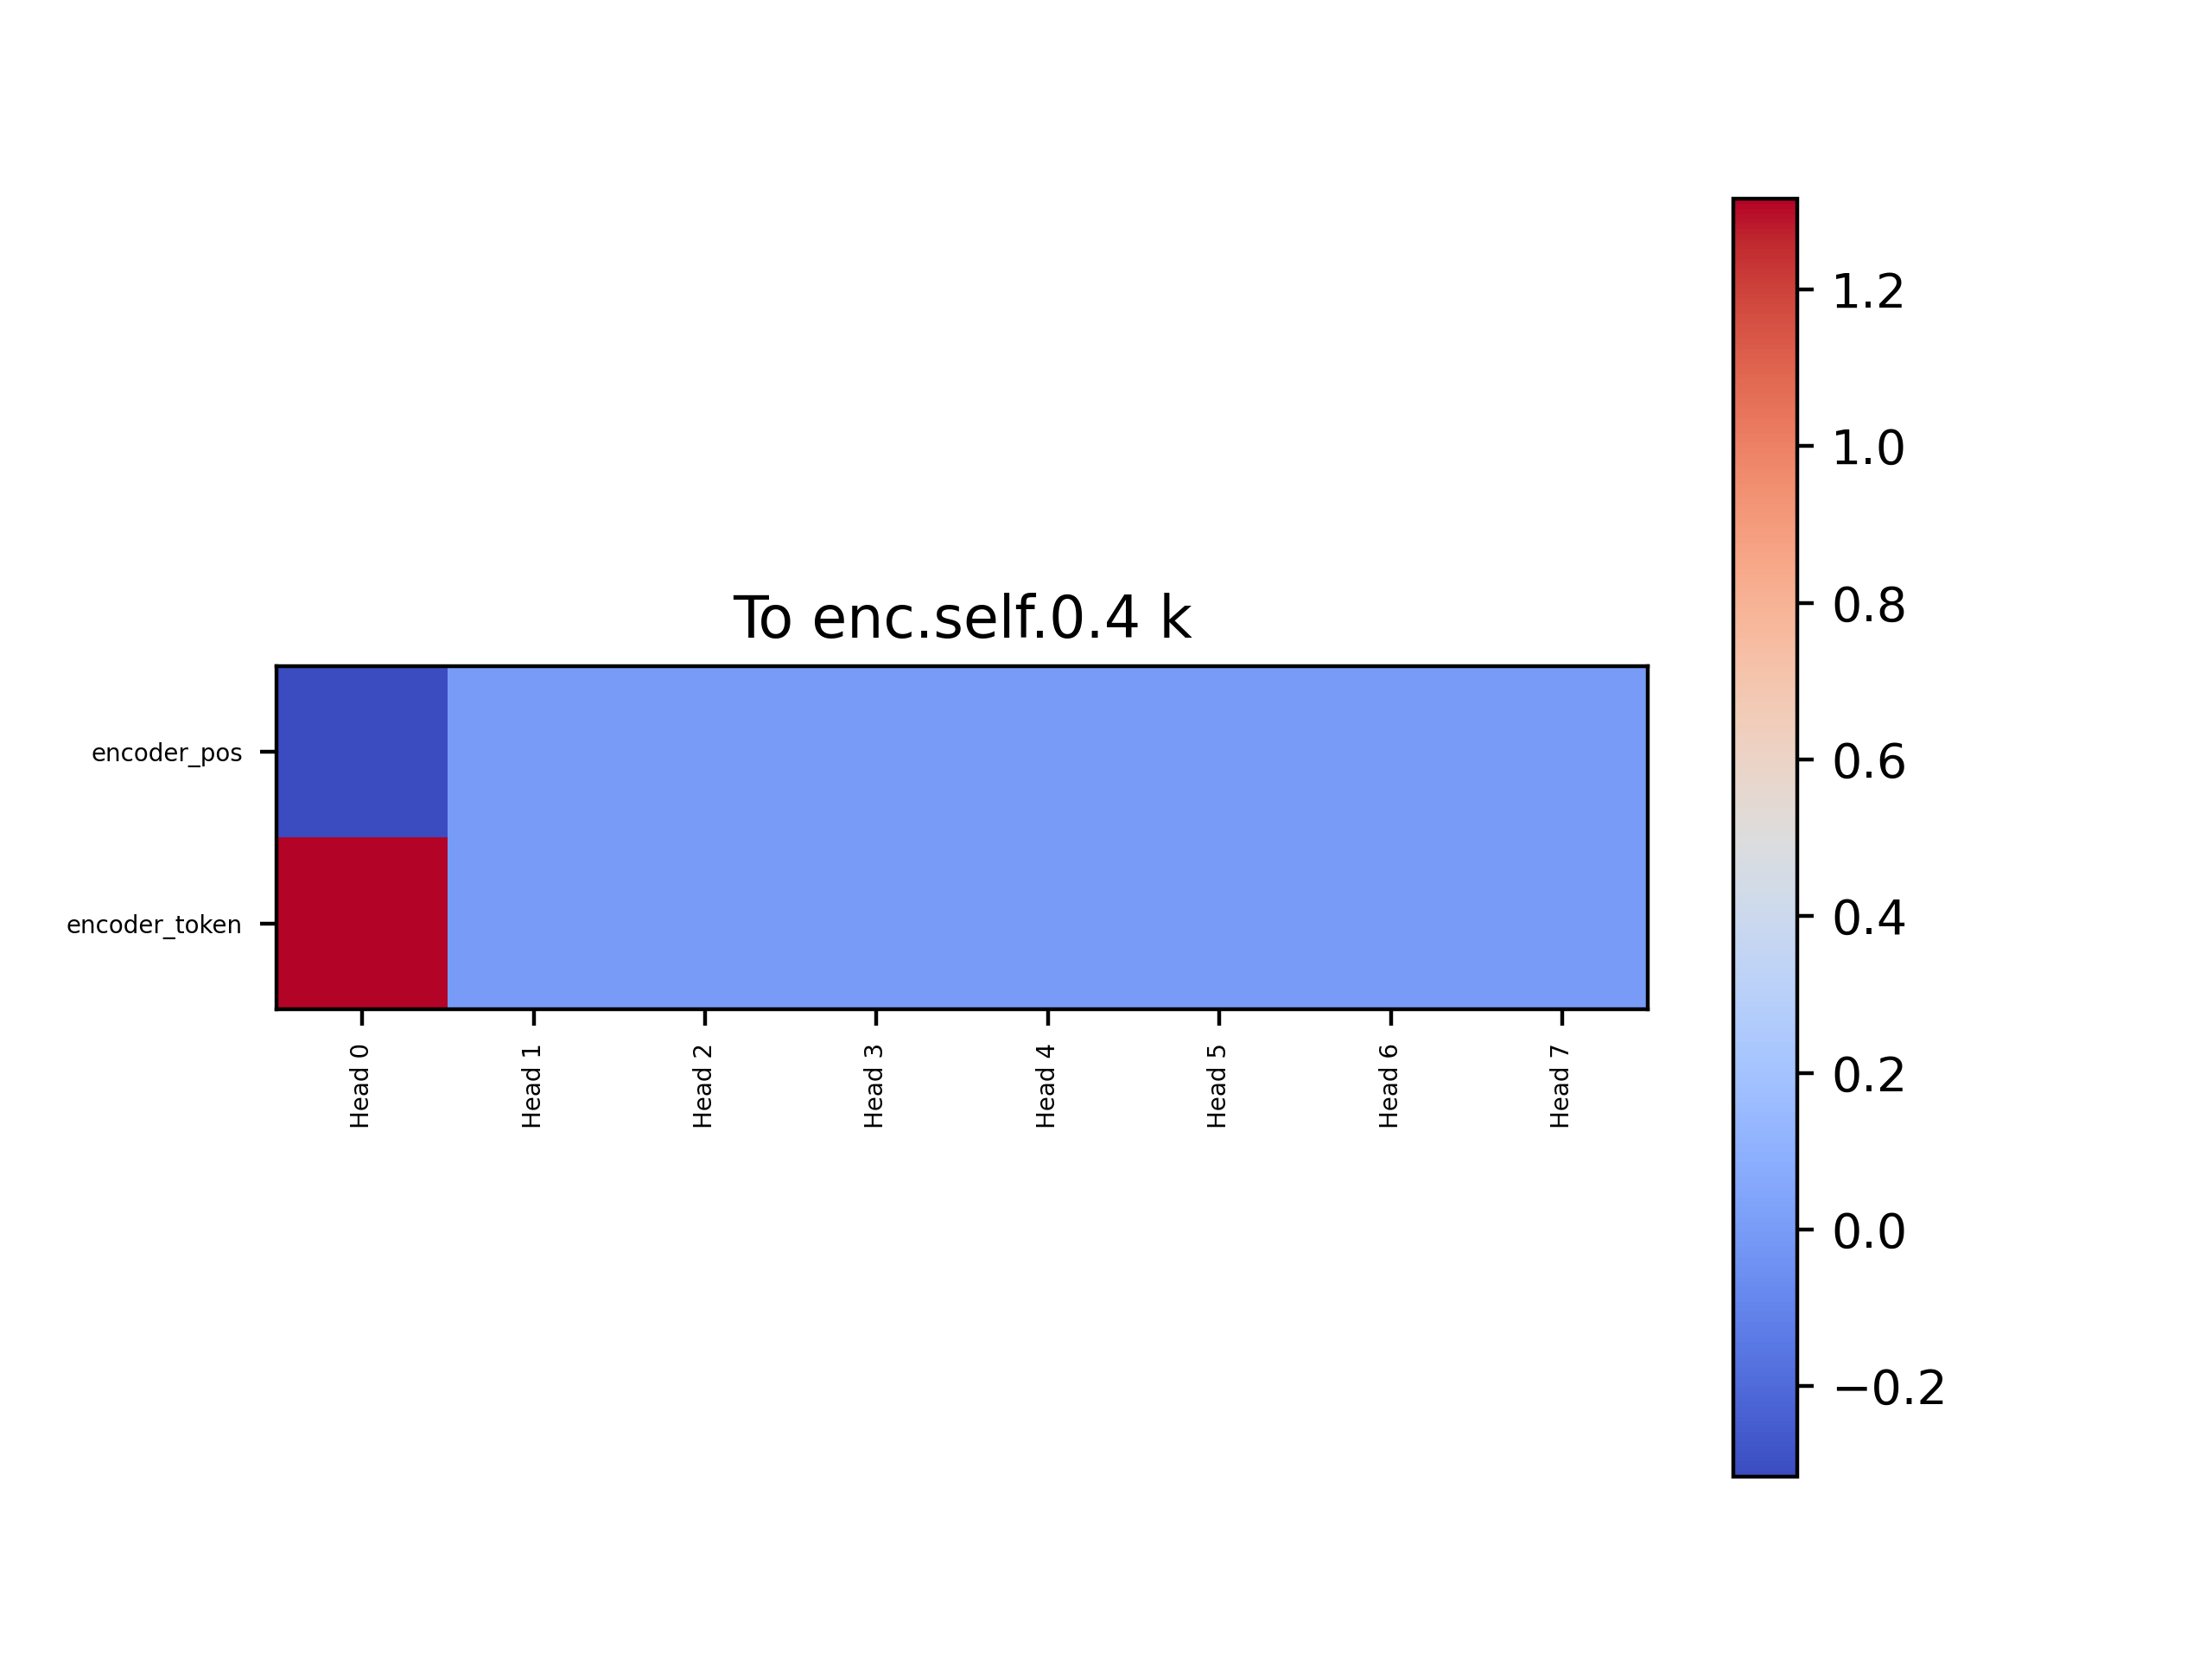 To enc.self.0.4 k
encoder_pos
encoder_token
Head 0
Head 1
Head 2
Head 3
Head 4
Head 5
Head 6
Head 7
1.2
1.0
0.8
0.6
0.4
0.2
0.0
−0.2